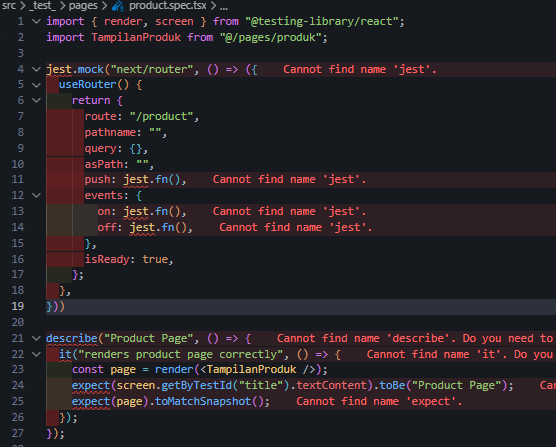 src > _test_ > pages > product.spec.tsx > ...
1 import { render, screen } from "@testing-library/react";
2 import TampilanProduk from "@/pages/produk";
3
4 jest.mock("next/router", () => ({ Cannot find name 'jest'.
5 useRouter() {
6 return {
7 route: "/product",
8 pathname: "",
9 query: {},
10 asPath: "",
11 push: jest.fn(), Cannot find name 'jest'.
12 events: {
13 on: jest.fn(), Cannot find name 'jest'.
14 off: jest.fn(), Cannot find name 'jest'.
15 },
16 isReady: true,
17 };
18 },
19 }))
20
21 describe("Product Page", () => { Cannot find name 'describe'. Do you need to
22 it("renders product page correctly", () => { Cannot find name 'it'. Do you
23 const page = render(<TampilanProduk />);
24 expect(screen.getByTestId("title").textContent).toBe("Product Page"); Ca
25 expect(page).toMatchSnapshot(); Cannot find name 'expect'.
26 });
27 });